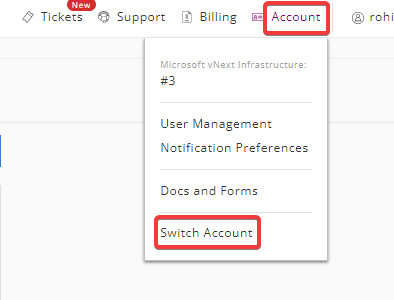 New
Tickets Support Billing Account rohi
Microsoft vNext Infrastructure:
#3
User Management
Notification Preferences
Docs and Forms
Switch Account